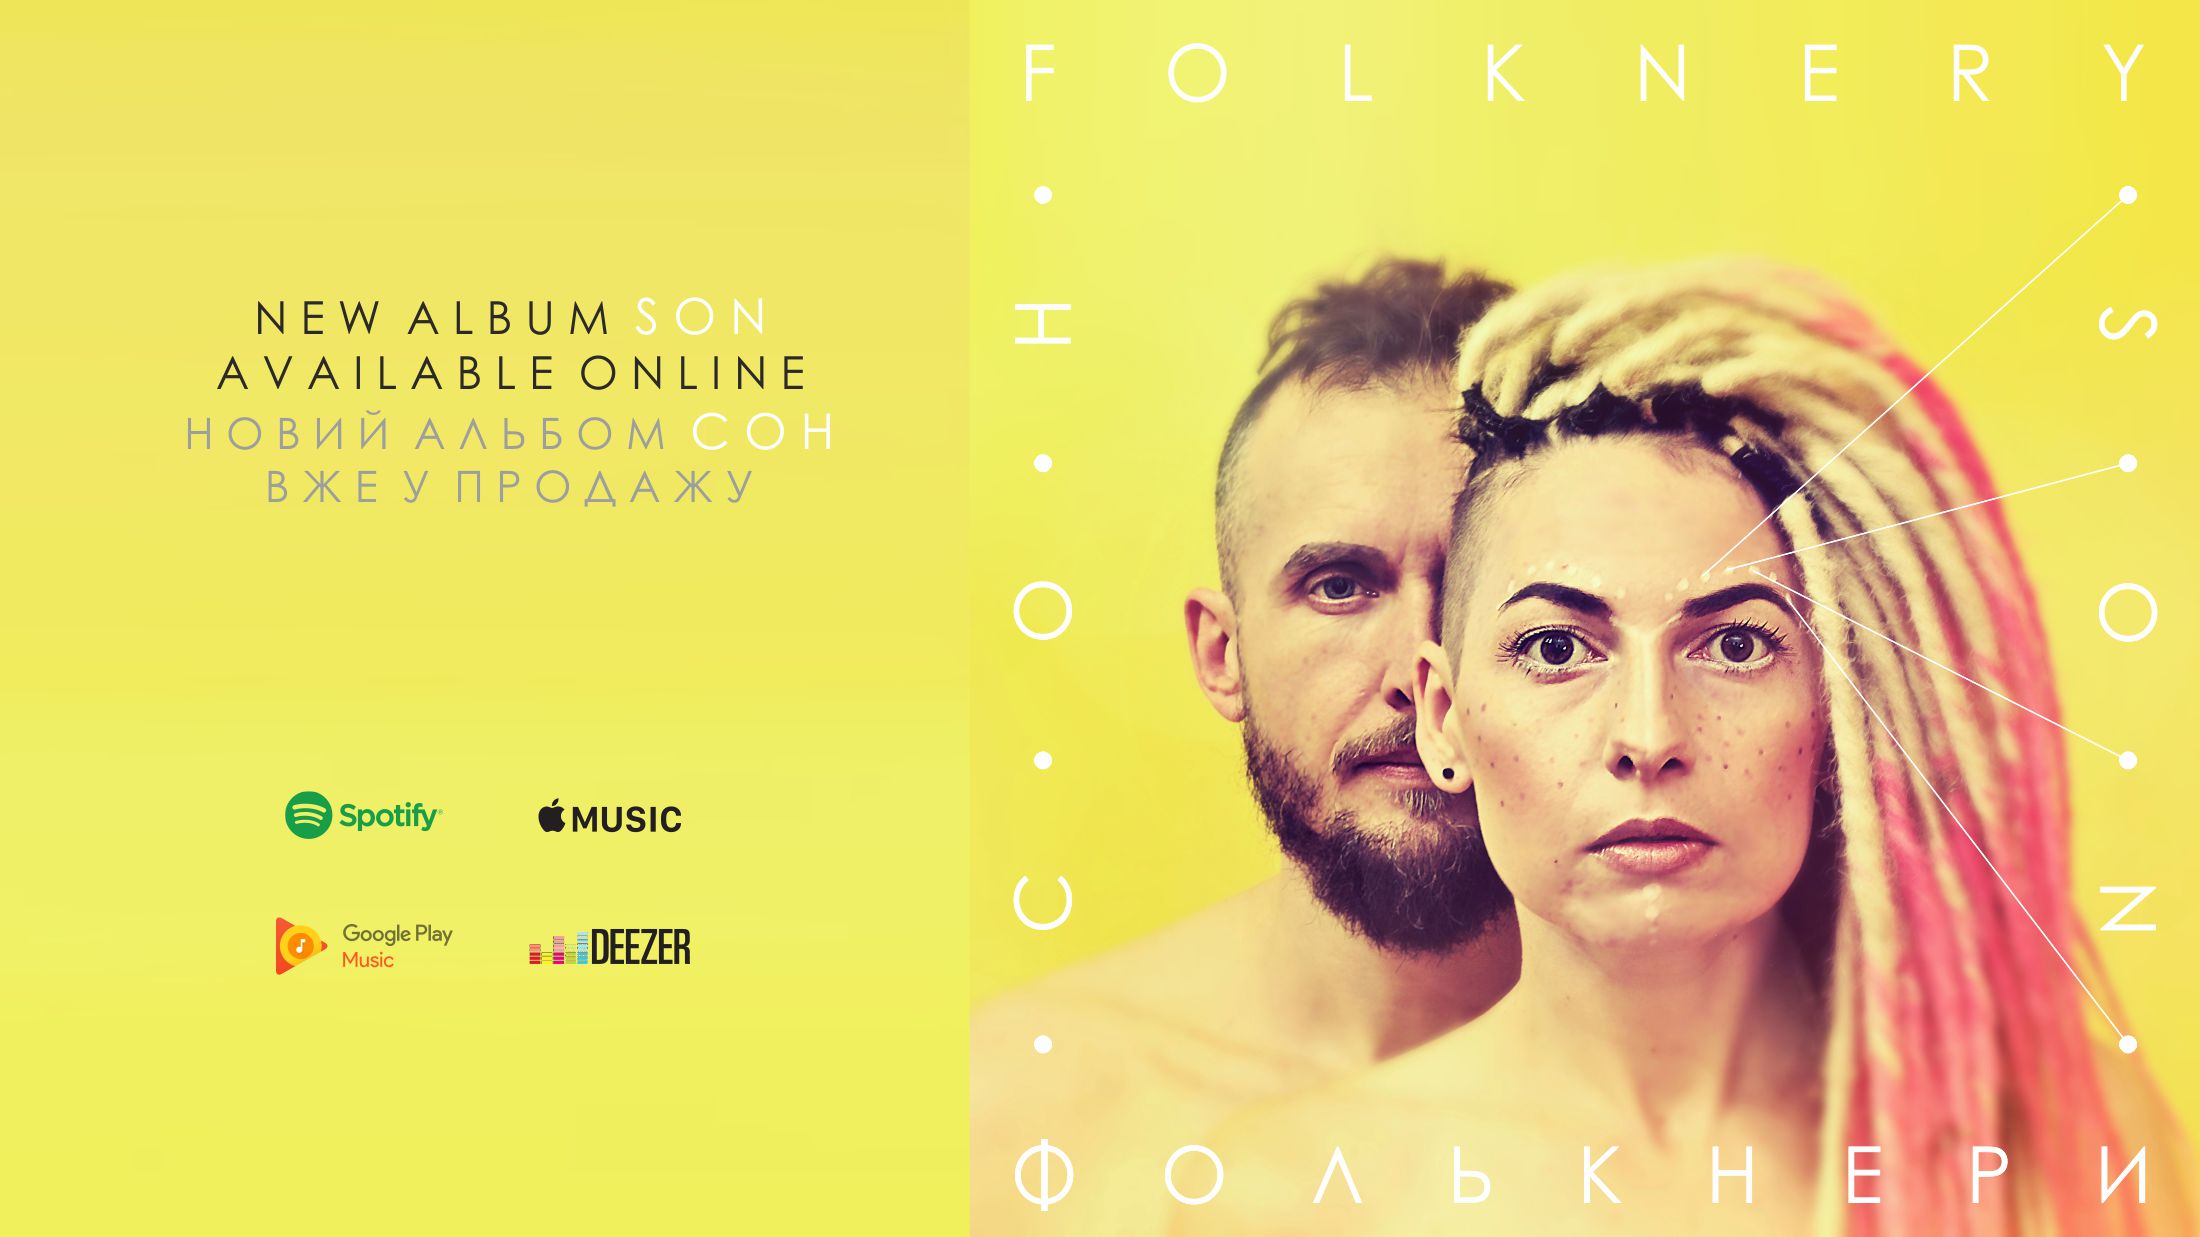 NEW ALBUM SON
AVAILABLE ONLINE
НОВИЙ АЛЬБОМ СОН
ВЖЕ У ПРОДАЖУ
Spotify®
MUSIC
Google Play
Music
DEEZER
FOLKNERY
СОН
SON
ФОЛЬКНЕРИ